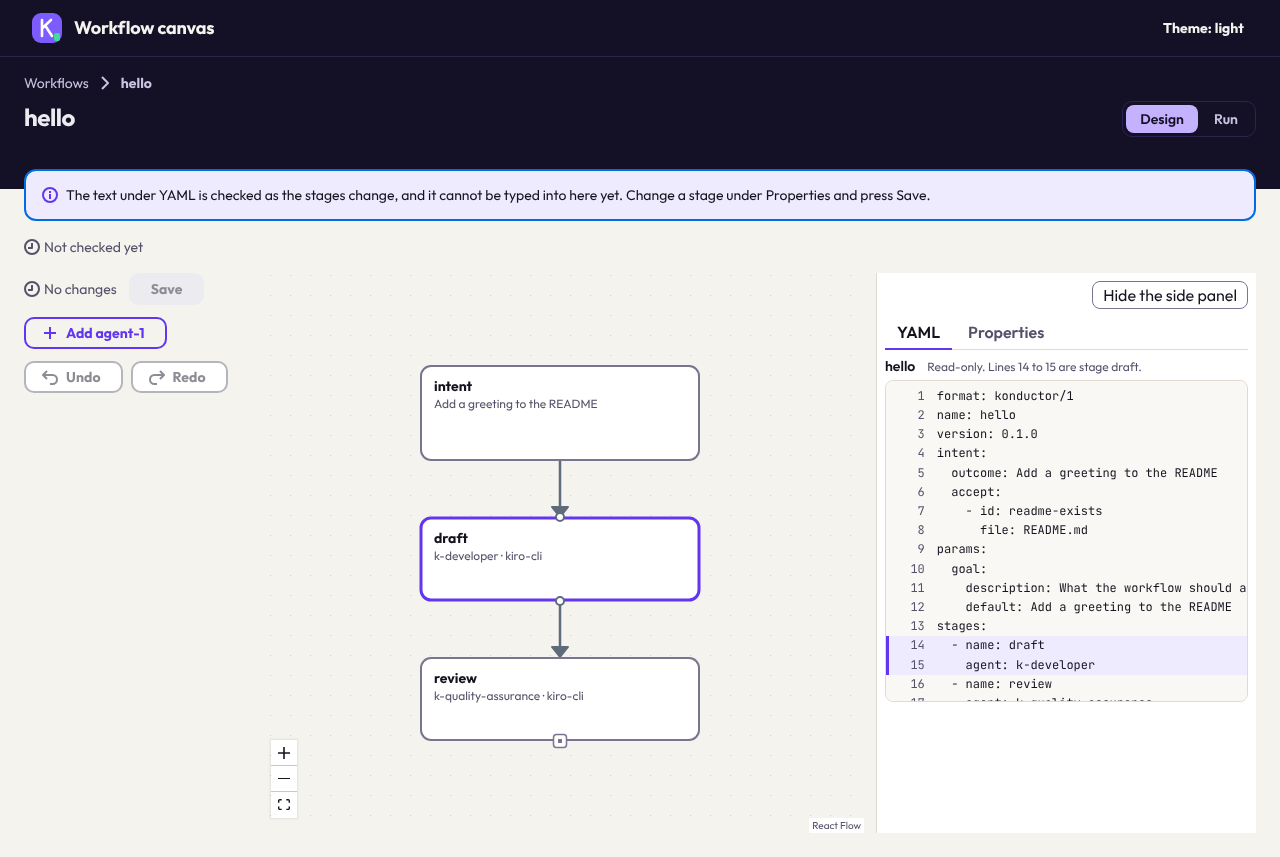 K Workflow canvas
Theme: light
Workflows > hello
hello
Design Run
The text under YAML is checked as the stages change, and it cannot be typed into here yet. Change a stage under Properties and press Save.
Not checked yet
No changes Save
+ Add agent-1
Undo Redo
intent
Add a greeting to the README
draft
k-developer · kiro-cli
review
k-quality-assurance · kiro-cli
React Flow
Hide the side panel
YAML Properties
hello Read-only. Lines 14 to 15 are stage draft.
1 format: konductor/1
2 name: hello
3 version: 0.1.0
4 intent:
5   outcome: Add a greeting to the README
6   accept:
7     - id: readme-exists
8       file: README.md
9 params:
10   goal:
11     description: What the workflow should a
12     default: Add a greeting to the README
13 stages:
14   - name: draft
15     agent: k-developer
16   - name: review
17     agent: k-quality-assurance